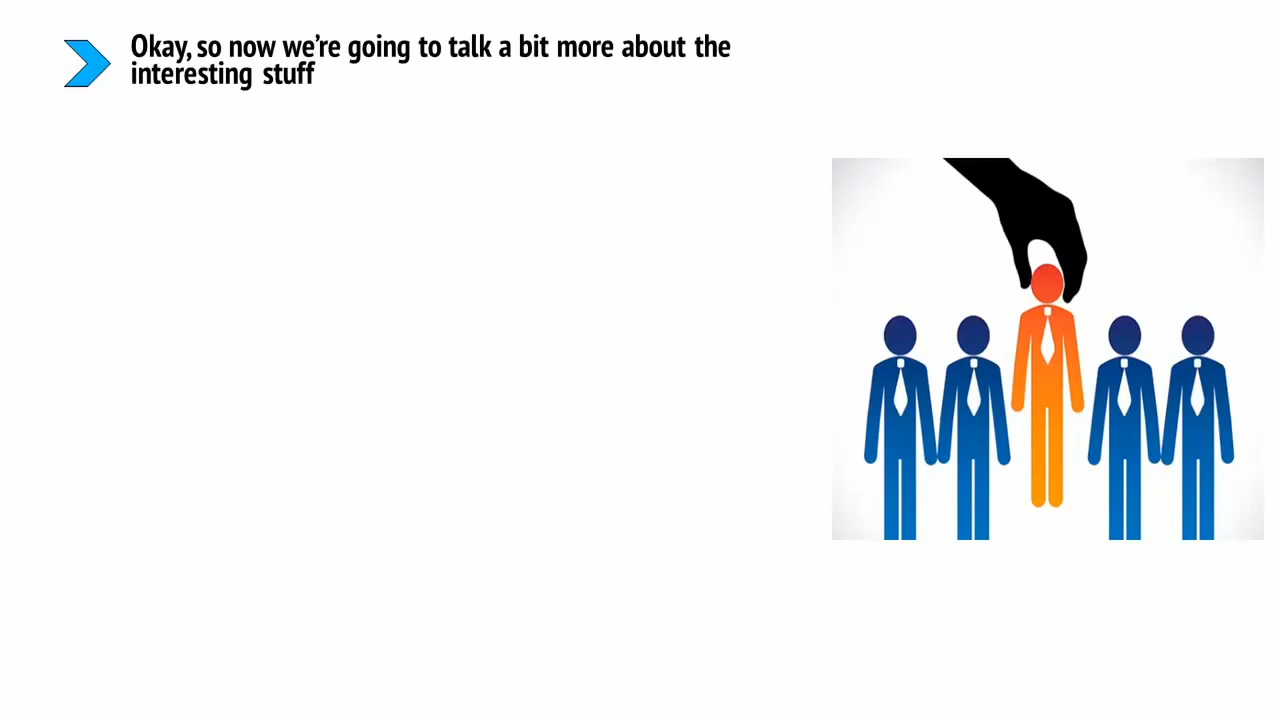 Okay, so now we're going to talk a bit more about the
interesting stuff